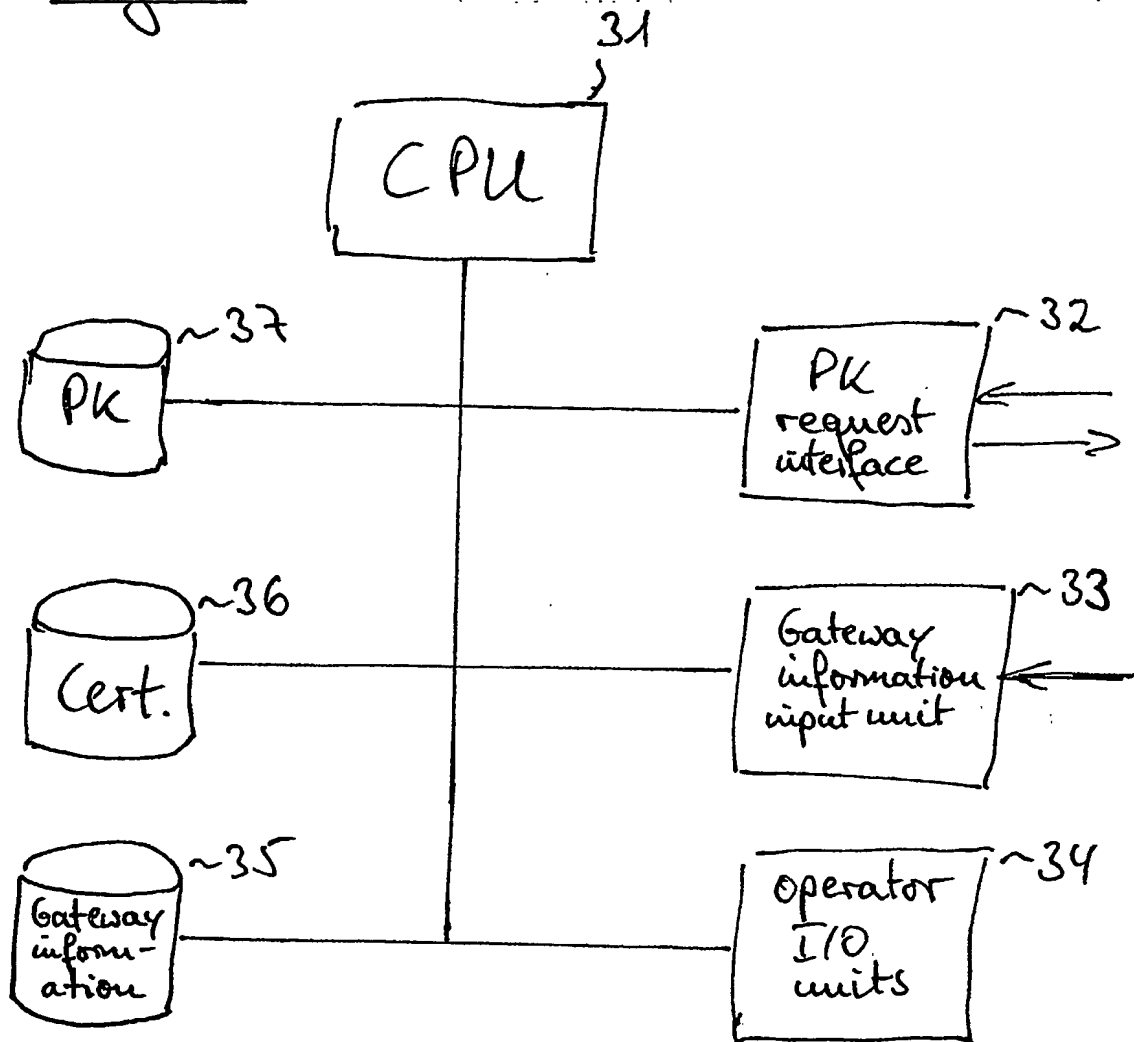 31
CPU
~37
PK
~32
PK
request
interface
~36
Cert.
~33
Gateway
information
input unit
~35
Gateway
inform-
ation
~34
operator
I/O
units